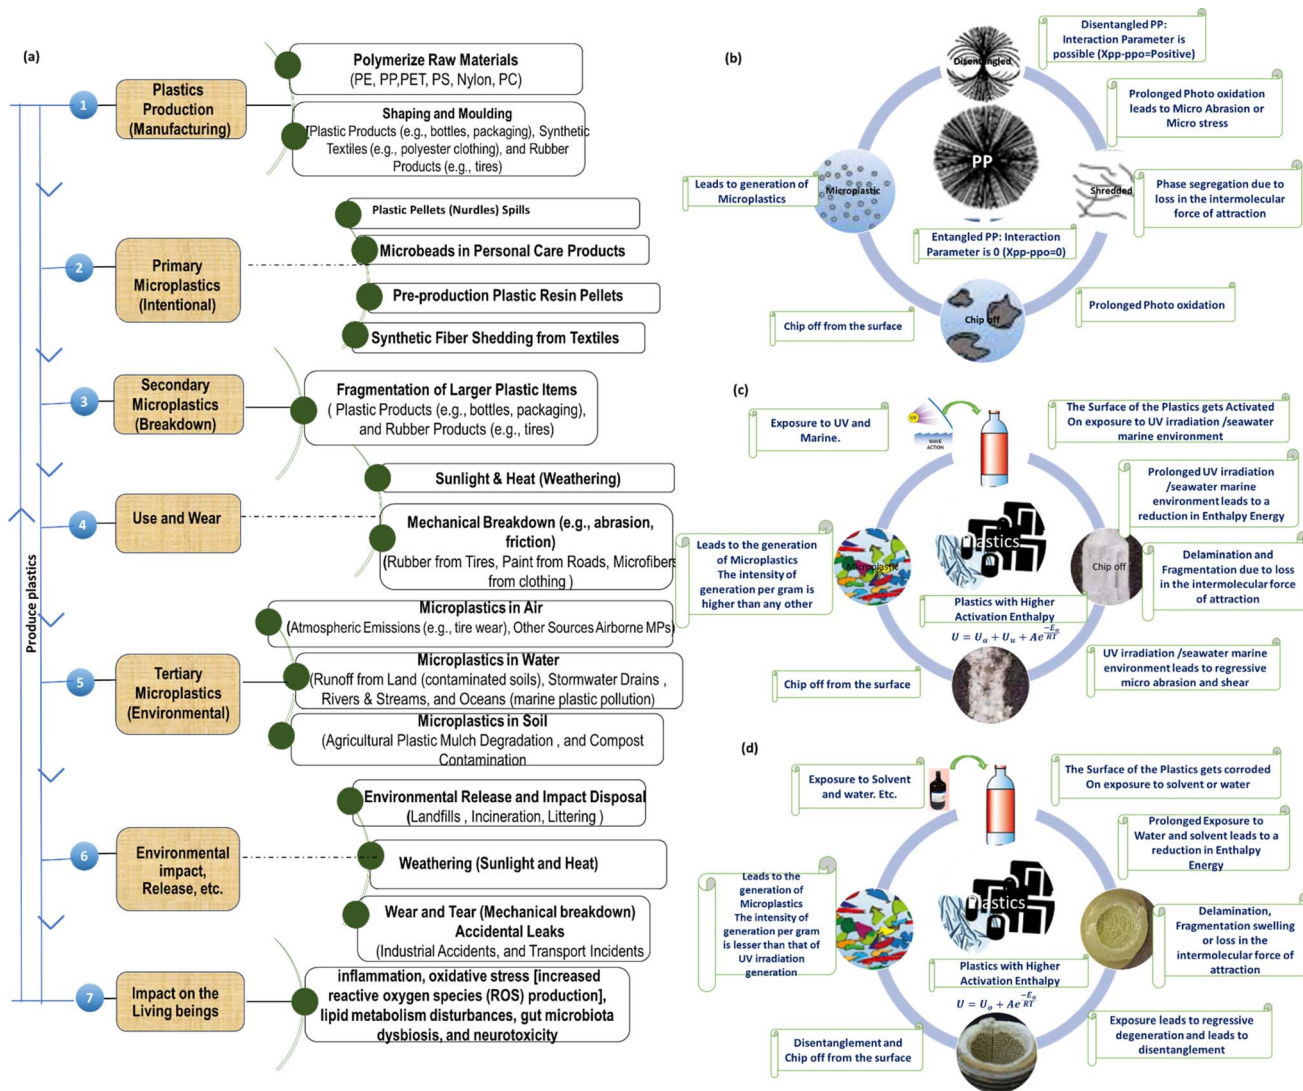 (a)
Produce plastics
1
Plastics
Production
(Manufacturing)
Polymerize Raw Materials
(PE, PP,PET, PS, Nylon, PC)
Shaping and Moulding
[Plastic Products (e.g., bottles, packaging), Synthetic
Textiles (e.g., polyester clothing), and Rubber
Products (e.g., tires)
2
Primary
Microplastics
(Intentional)
Plastic Pellets (Nurdles) Spills
Microbeads in Personal Care Products
Pre-production Plastic Resin Pellets
Synthetic Fiber Shedding from Textiles
3
Secondary
Microplastics
(Breakdown)
Fragmentation of Larger Plastic Items
( Plastic Products (e.g., bottles, packaging),
and Rubber Products (e.g., tires)
4
Use and Wear
Sunlight & Heat (Weathering)
Mechanical Breakdown (e.g., abrasion,
friction)
(Rubber from Tires, Paint from Roads, Microfibers
from clothing )
5
Tertiary
Microplastics
(Environmental)
Microplastics in Air
(Atmospheric Emissions (e.g., tire wear), Other Sources Airborne MPs)
Microplastics in Water
(Runoff from Land (contaminated soils), Stormwater Drains ,
Rivers & Streams, and Oceans (marine plastic pollution)
Microplastics in Soil
(Agricultural Plastic Mulch Degradation , and Compost
Contamination
6
Environmental
impact,
Release, etc.
Environmental Release and Impact Disposal
(Landfills , Incineration, Littering )
Weathering (Sunlight and Heat)
Wear and Tear (Mechanical breakdown)
Accidental Leaks
(Industrial Accidents, and Transport Incidents
7
Impact on the
Living beings
inflammation, oxidative stress [increased
reactive oxygen species (ROS) production],
lipid metabolism disturbances, gut microbiota
dysbiosis, and neurotoxicity
(b)
Disentangled
Disentangled PP:
Interaction Parameter is
possible (Xpp-ppo=Positive)
Prolonged Photo oxidation
leads to Micro Abrasion or
Micro stress
PP
Shredded
Phase segregation due to
loss in the intermolecular
force of attraction
Microplastic
Leads to generation of
Microplastics
Entangled PP: Interaction
Parameter is 0 (Xpp-ppo=0)
Prolonged Photo oxidation
Chip off
Chip off from the surface
(c)
Exposure to UV and
Marine.
UV
WAVE
ACTION
The Surface of the Plastics gets Activated
On exposure to UV irradiation /seawater
marine environment
Prolonged UV irradiation
/seawater marine
environment leads to a
reduction in Enthalpy Energy
Plastics
Chip off
Delamination and
Fragmentation due to loss
in the intermolecular force
of attraction
Microplastic
Leads to the generation
of Microplastics
The intensity of
generation per gram is
higher than any other
Plastics with Higher
Activation Enthalpy
U = Uₐ + Uᵤ + Ae^(-Eₐ/RT)
UV irradiation /seawater marine
environment leads to regressive
micro abrasion and shear
Chip off from the surface
(d)
Exposure to Solvent
and water. Etc.
The Surface of the Plastics gets corroded
On exposure to solvent or water
Prolonged Exposure to
Water and solvent leads to a
reduction in Enthalpy
Energy
Plastics
Delamination,
Fragmentation swelling
or loss in the
intermolecular force of
attraction
Leads to the
generation of
Microplastics
The intensity of
generation per gram
is lesser than that of
UV irradiation
generation
Plastics with Higher
Activation Enthalpy
U = Uₒ + Ae^(-Eₐ/RT)
Exposure leads to regressive
degeneration and leads to
disentanglement
Disentanglement and
Chip off from the surface